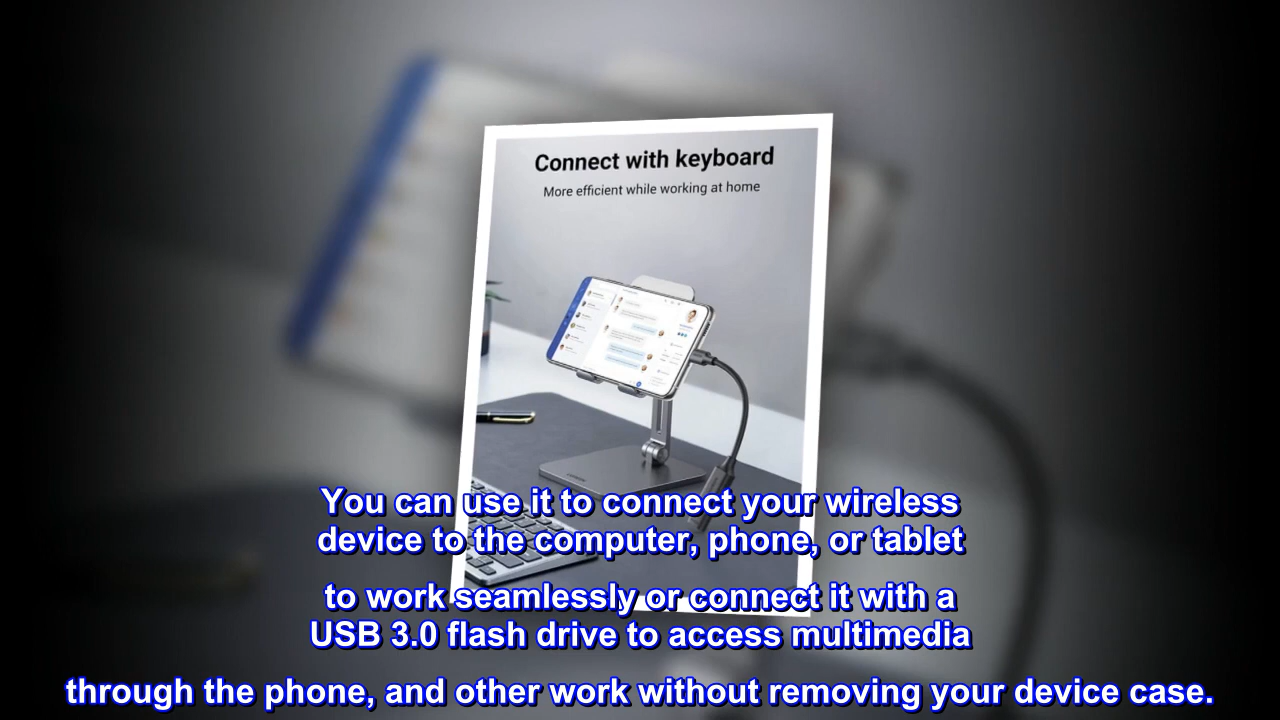 Connect with keyboard
More efficient while working at home
You can use it to connect your wireless
device to the computer, phone, or tablet
to work seamlessly or connect it with a
USB 3.0 flash drive to access multimedia
through the phone, and other work without removing your device case.